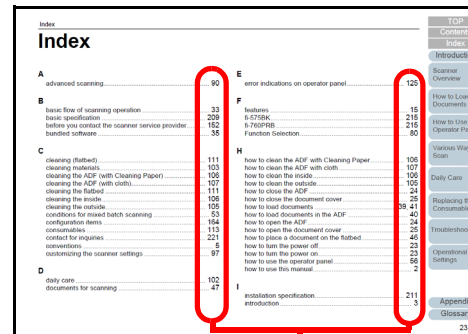 Index
Index
A
advanced scanning 90
B
basic flow of scanning operation 33
basic specification 209
before you contact the scanner service provider 152
bundled software 35
C
cleaning (flatbed) 111
cleaning materials 103
cleaning the ADF (with Cleaning Paper) 106
cleaning the ADF (with cloth) 107
cleaning the flatbed 111
cleaning the inside 106
cleaning the outside 105
conditions for mixed batch scanning 53
configuration items 164
consumables 113
contact for inquiries 221
conventions 5
customizing the scanner settings 97
D
daily care 102
documents for scanning 47
E
error indications on operator panel 125
F
features 15
fi-575BK 215
fi-760PRB 215
Function Selection 80
H
how to clean the ADF with Cleaning Paper 106
how to clean the ADF with cloth 107
how to clean the inside 106
how to clean the outside 105
how to close the ADF 24
how to close the document cover 25
how to load documents 39, 41
how to load documents in the ADF 40
how to open the ADF 24
how to open the document cover 25
how to place a document on the flatbed 46
how to turn the power off 23
how to turn the power on 23
how to use the operator panel 56
how to use this manual 2
I
installation specification 211
introduction 3
TOP
Content
Index
Introducti
Scanner
Overview
How to Load
Documents
How to Use
Operator Pa
Various Way
Scan
Daily Care
Replacing th
Consumable
Troubleshoo
Operational
Settings
Appendi
Glossar
23